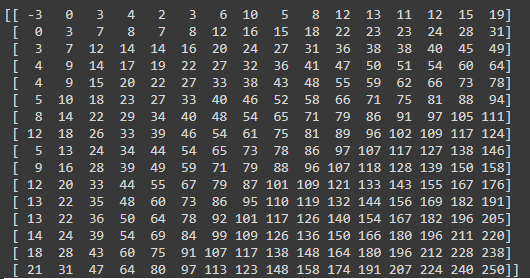 [[ -3 0 3 4 2 3 6 10 5 8 12 13 11 12 15 19]
[ 0 3 7 8 7 8 12 16 15 18 22 23 23 24 28 31]
[ 3 7 12 14 14 16 20 24 27 31 36 38 38 40 45 49]
[ 4 9 14 17 19 22 27 32 36 41 47 50 51 54 60 64]
[ 4 9 15 20 22 27 33 38 43 48 55 59 62 66 73 78]
[ 5 10 18 23 27 33 40 46 52 58 66 71 75 81 88 94]
[ 8 14 22 29 34 40 48 54 65 71 79 86 91 97 105 111]
[ 12 18 26 33 39 46 54 61 75 81 89 96 102 109 117 124]
[ 5 13 24 34 44 54 65 73 78 86 97 107 117 127 138 146]
[ 9 16 28 39 49 59 71 79 88 96 107 118 128 139 150 158]
[ 12 20 33 44 55 67 79 87 101 109 121 133 143 155 167 176]
[ 13 22 35 48 60 73 86 95 110 119 132 144 156 169 182 191]
[ 13 22 36 50 64 78 92 101 117 126 140 154 167 182 196 205]
[ 14 24 39 54 69 84 99 109 126 136 150 166 180 196 211 220]
[ 18 28 43 60 75 91 107 117 138 148 164 180 196 212 228 238]
[ 21 31 47 64 80 97 113 123 148 158 174 191 207 224 240 250]]